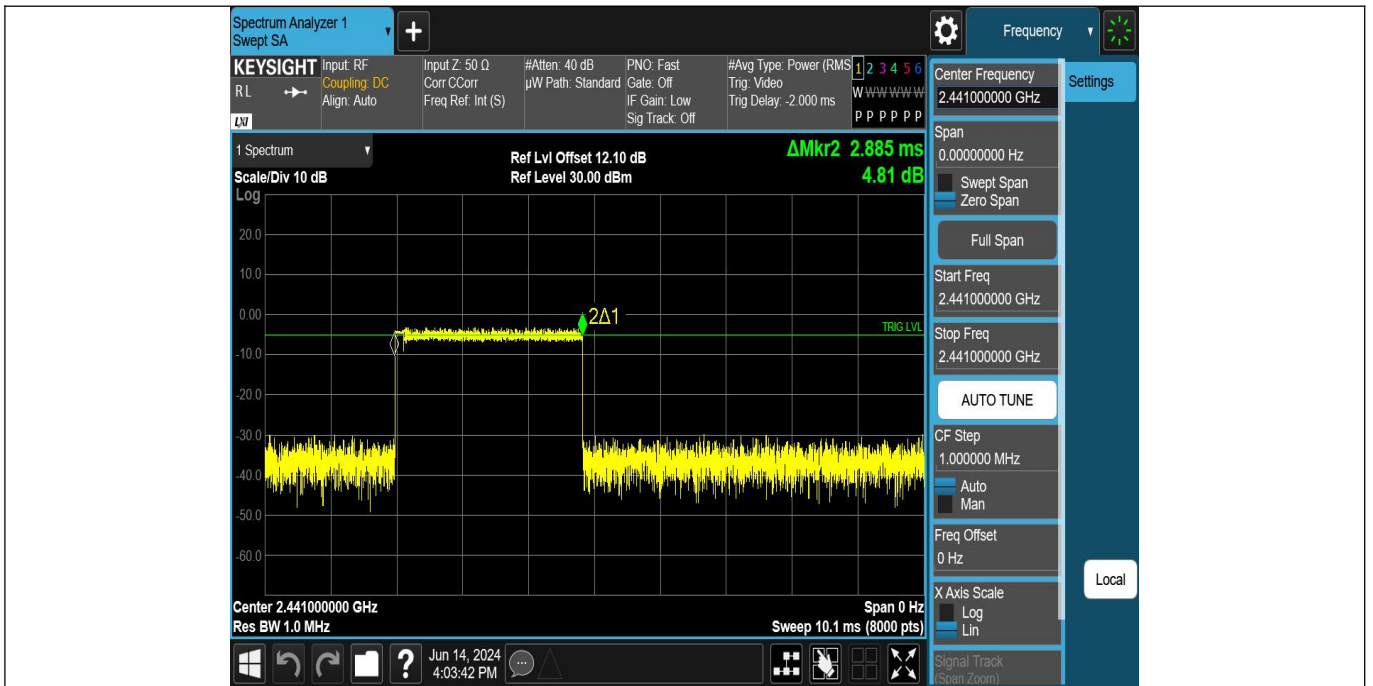 Spectrum Analyzer 1
Swept SA
Frequency
KEYSIGHT
RL
LXI
Input: RF
Coupling: DC
Align: Auto
Input Z: 50 Ω
Corr CCorr
Freq Ref: Int (S)
#Atten: 40 dB
µW Path: Standard
PNO: Fast
Gate: Off
IF Gain: Low
Sig Track: Off
#Avg Type: Power (RMS
Trig: Video
Trig Delay: -2.000 ms
1 2 3 4 5 6
W W W W W W
P P P P P P
Center Frequency
2.441000000 GHz
Settings
1 Spectrum
Scale/Div 10 dB
Ref Lvl Offset 12.10 dB
Ref Level 30.00 dBm
ΔMkr2 2.885 ms
4.81 dB
Span
0.00000000 Hz
Swept Span
Zero Span
Full Span
Start Freq
2.441000000 GHz
Stop Freq
2.441000000 GHz
AUTO TUNE
CF Step
1.000000 MHz
Auto
Man
Freq Offset
0 Hz
X Axis Scale
Log
Lin
Signal Track
(Span Zoom)
Local
Log
20.0
10.0
0.00
-10.0
-20.0
-30.0
-40.0
-50.0
-60.0
2Δ1
TRIG LVL
Center 2.441000000 GHz
Span 0 Hz
Res BW 1.0 MHz
Sweep 10.1 ms (8000 pts)
?
Jun 14, 2024
4:03:42 PM